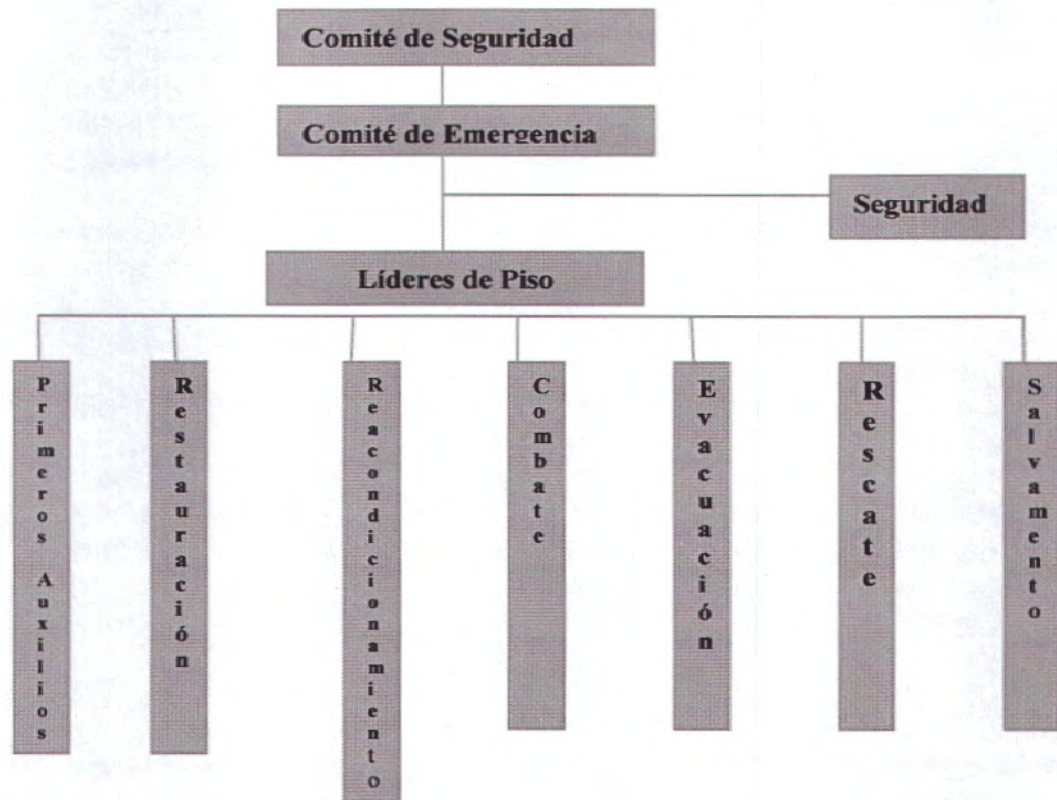 Comité de Seguridad
Comité de Emergencia
Seguridad
Líderes de Piso
Primeros Auxilios
Restauración
Reacondicionamiento
Combate
Evacuación
Rescate
Salvamento